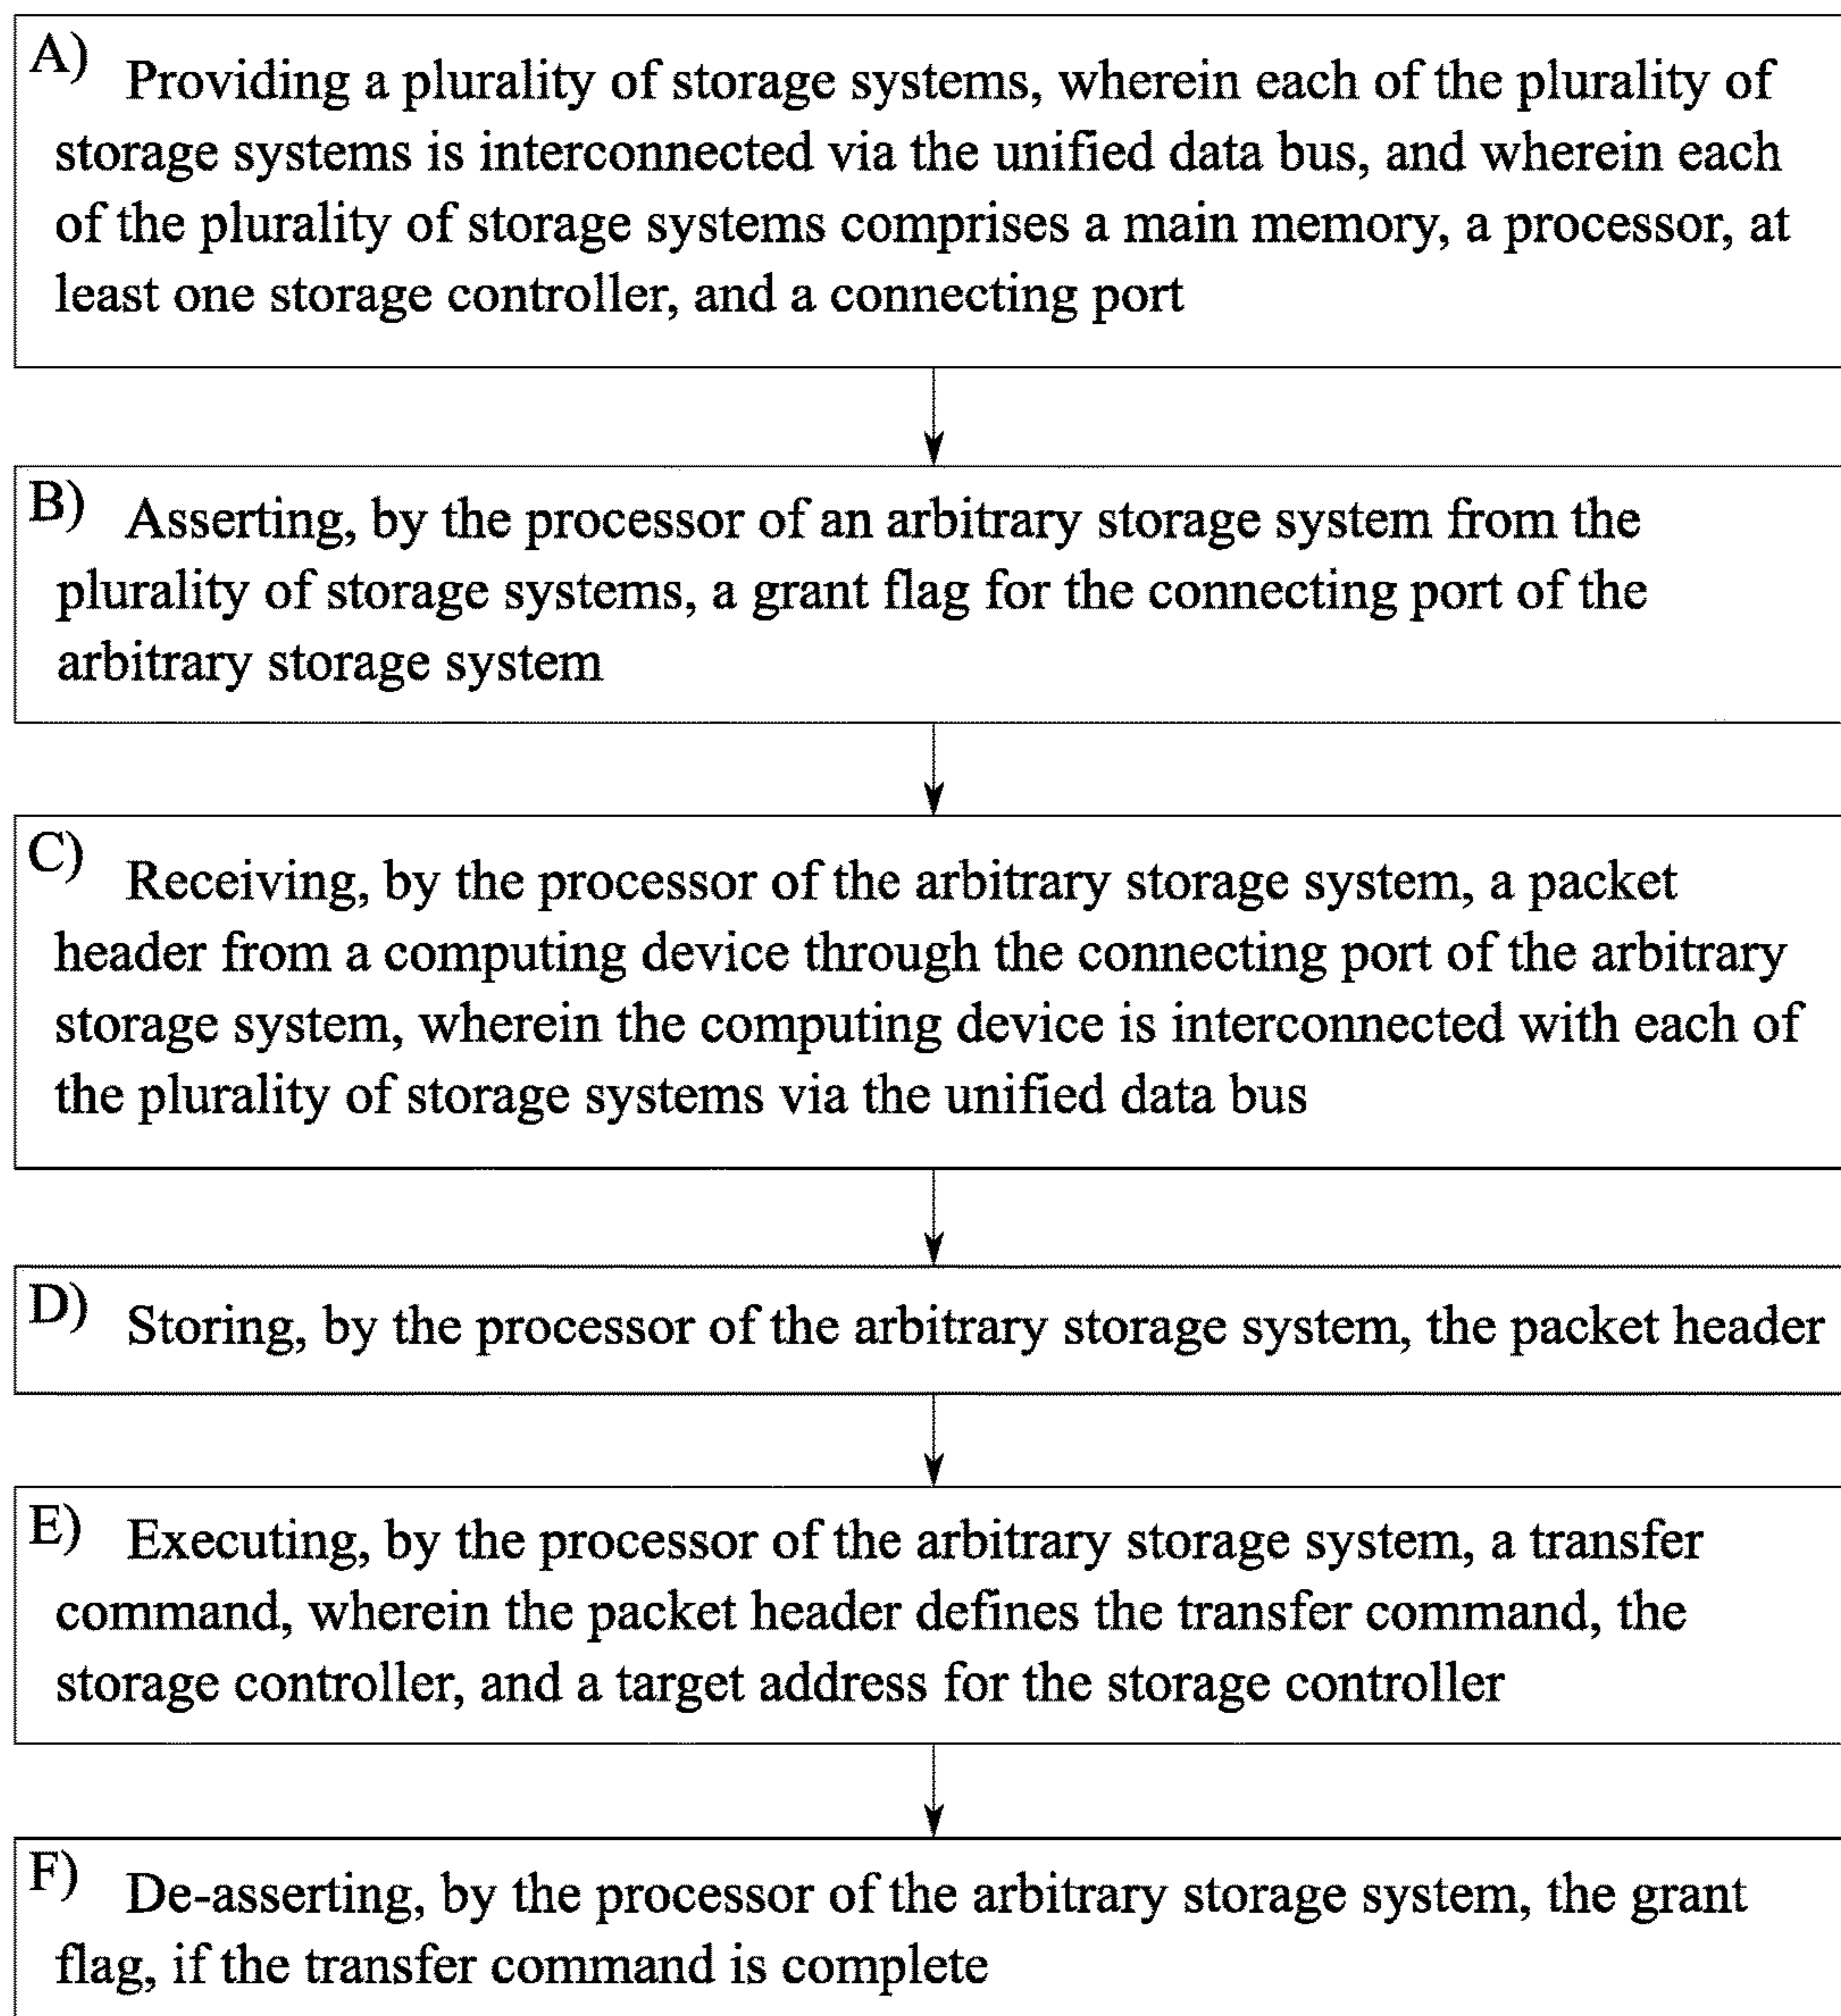 A) Providing a plurality of storage systems, wherein each of the plurality of
storage systems is interconnected via the unified data bus, and wherein each
of the plurality of storage systems comprises a main memory, a processor, at
least one storage controller, and a connecting port
B) Asserting, by the processor of an arbitrary storage system from the
plurality of storage systems, a grant flag for the connecting port of the
arbitrary storage system
C) Receiving, by the processor of the arbitrary storage system, a packet
header from a computing device through the connecting port of the arbitrary
storage system, wherein the computing device is interconnected with each of
the plurality of storage systems via the unified data bus
D) Storing, by the processor of the arbitrary storage system, the packet header
E) Executing, by the processor of the arbitrary storage system, a transfer
command, wherein the packet header defines the transfer command, the
storage controller, and a target address for the storage controller
F) De-asserting, by the processor of the arbitrary storage system, the grant
flag, if the transfer command is complete